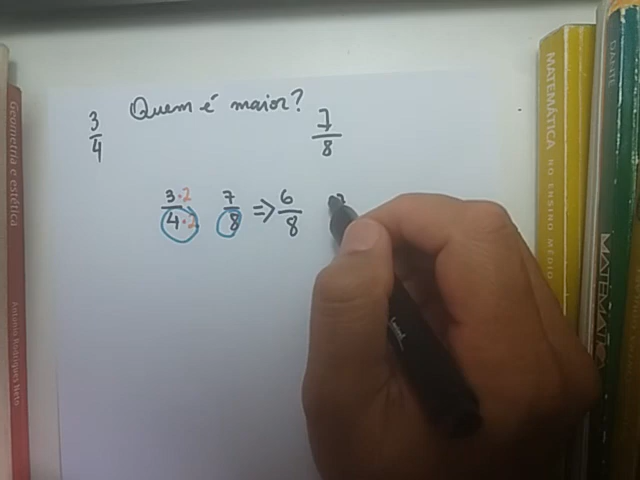 Quem é maior?
3/4 7/8
3·2/4·2 7/8 => 6/8
Geometria e estética
Antonio Rodrigues Neto
MATEMÁTICA NO ENSINO MÉDIO
DANTE